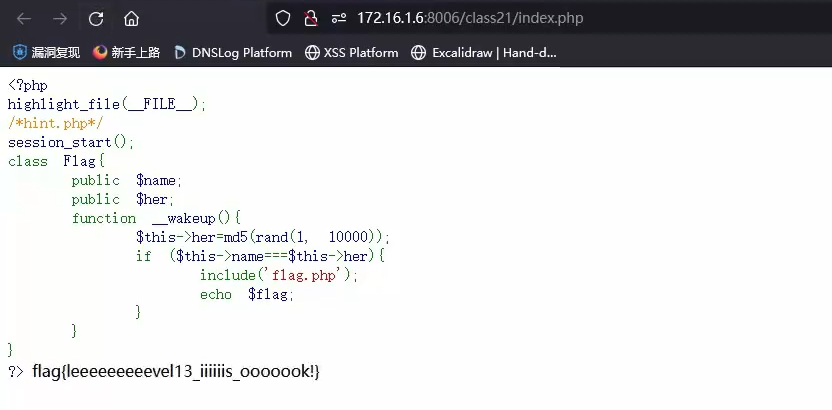 172.16.1.6:8006/class21/index.php
漏洞复现 新手上路 DNSLog Platform XSS Platform Excalidraw | Hand-d...
<?php
highlight_file(__FILE__);
/*hint.php*/
session_start();
class Flag{
public $name;
public $her;
function __wakeup(){
$this->her=md5(rand(1, 10000));
if ($this->name===$this->her){
include('flag.php');
echo $flag;
}
}
}
?> flag{leeeeeeeeevel13_iiiiiis_ooooook!}